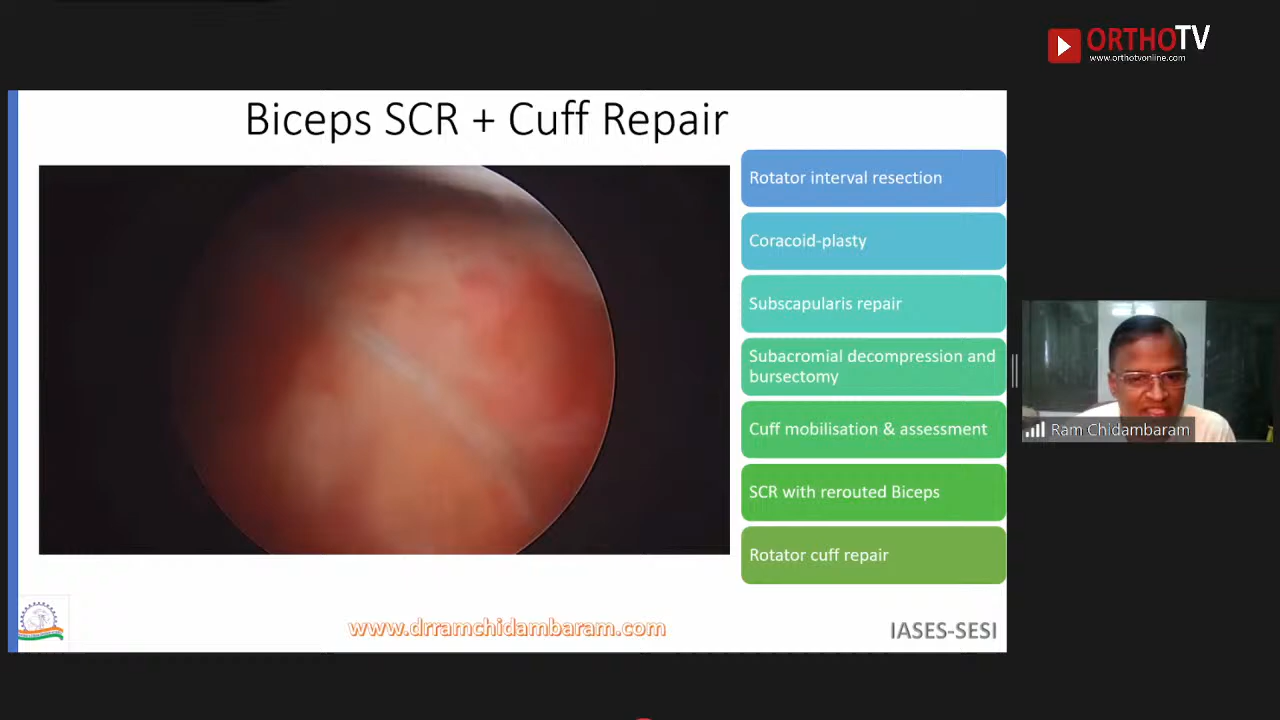 ORTHOTV
www.orthotvonline.com
Biceps SCR + Cuff Repair
Rotator interval resection
Coracoid-plasty
Subscapularis repair
Subacromial decompression and
bursectomy
Cuff mobilisation & assessment
SCR with rerouted Biceps
Rotator cuff repair
Ram Chidambaram
www.drramchidambaram.com
IASES-SESI